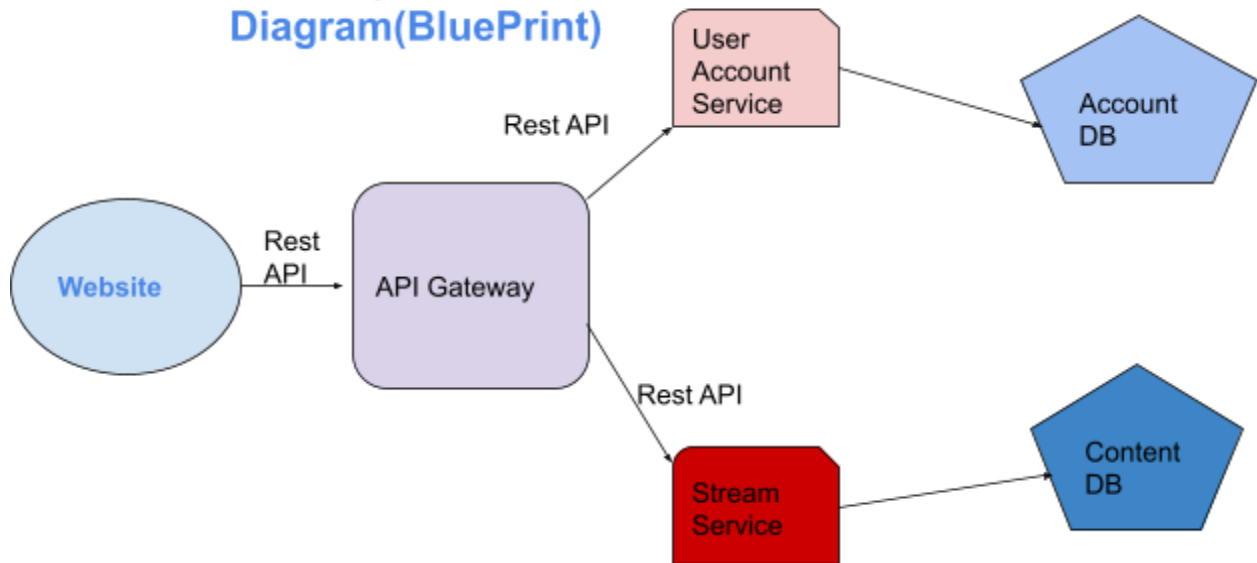 Diagram(BluePrint)
User
Account
Service
Account
DB
Rest API
Rest
API
Website
API Gateway
Rest API
Content
DB
Stream
Service